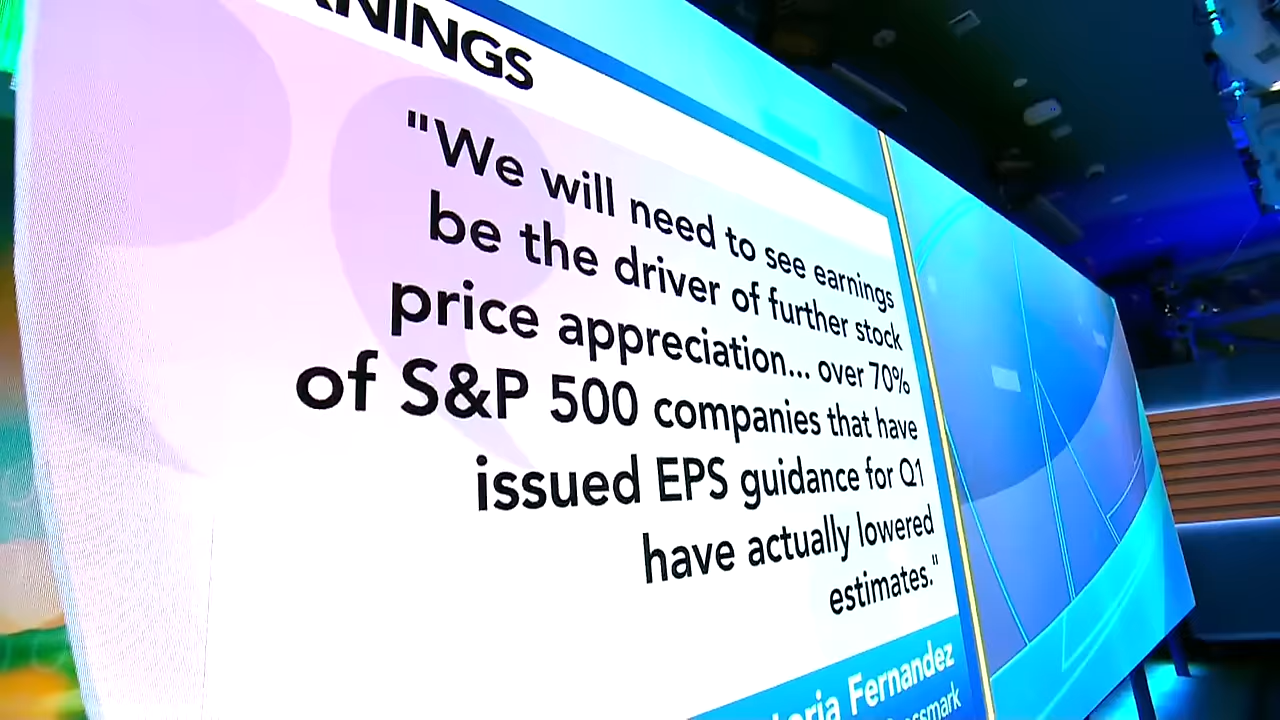 "We will need to see earnings
be the driver of further stock
price appreciation... over 70%
of S&P 500 companies that have
issued EPS guidance for Q1
have actually lowered
estimates."
Fernandez